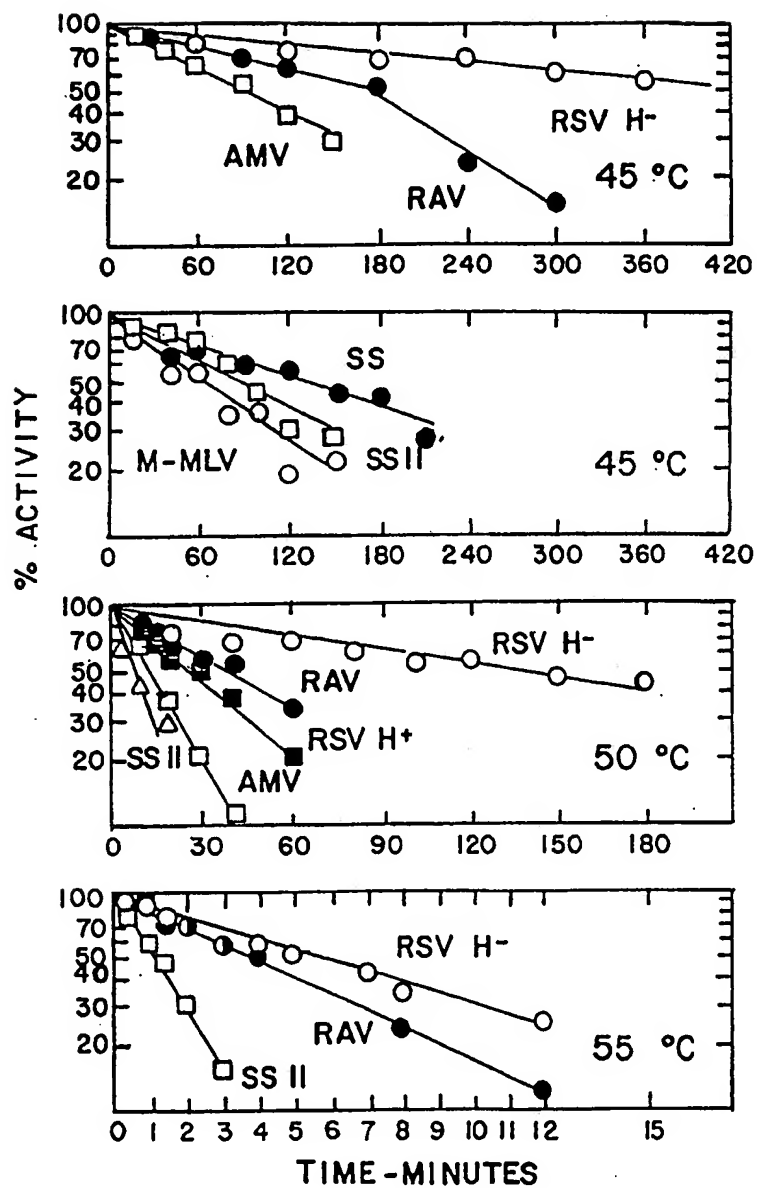 % ACTIVITY
100
70
50
40
30
20
AMV
RAV
RSV H-
45 °C
0 60 120 180 240 300 360 420
100
70
50
40
30
20
SS
M-MLV
SS II
45 °C
0 60 120 180 240 300 360 420
100
70
50
40
30
20
RSV H-
RAV
RSV H+
SS II
AMV
50 °C
0 30 60 90 120 150 180
100
70
50
40
30
20
RSV H-
RAV
SS II
55 °C
0 1 2 3 4 5 6 7 8 9 10 11 12 15
TIME-MINUTES